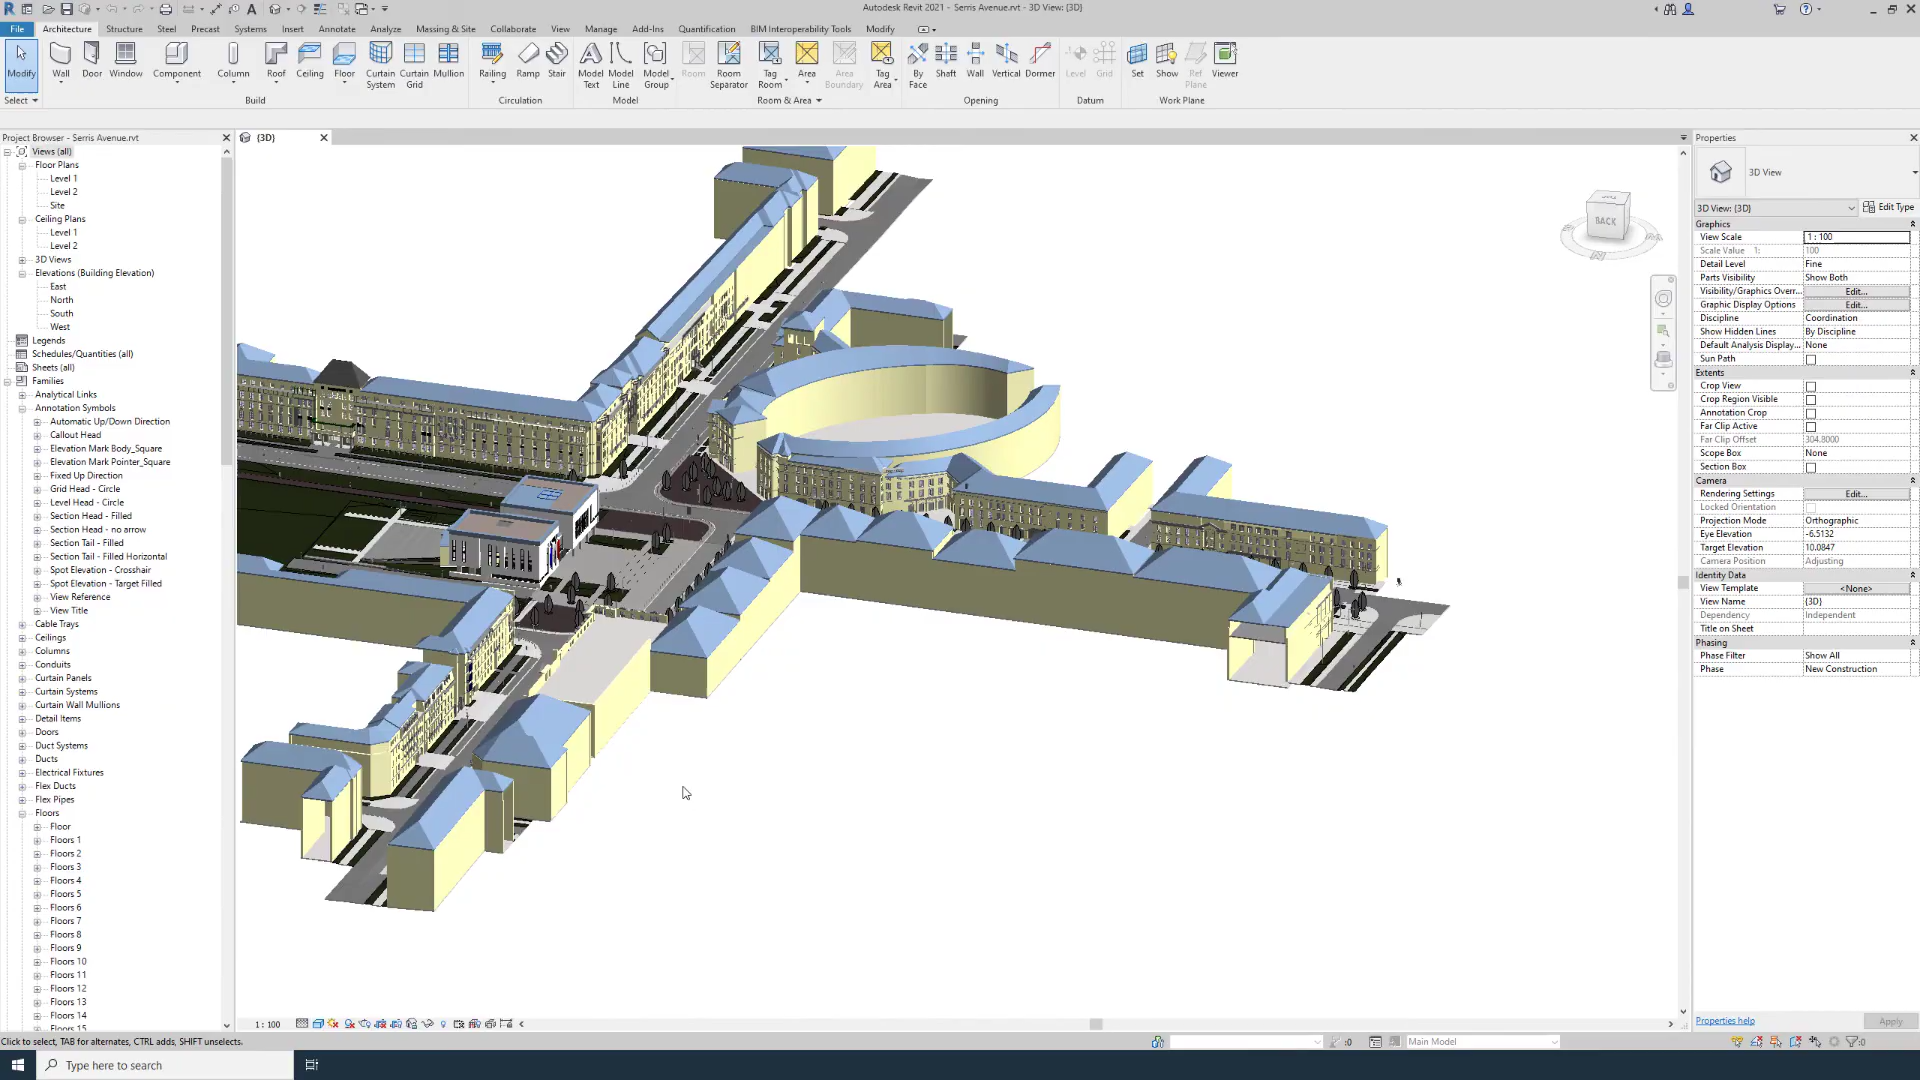 Autodesk Revit 2021 - Serris Avenue.rvt - 3D View: {3D}
File Architecture Structure Steel Precast Systems Insert Annotate Analyze Massing & Site Collaborate View Manage Add-Ins Quantification BIM Interoperability Tools Modify
Modify Wall Door Window Component Column Roof Ceiling Floor Curtain System Curtain Grid Mullion Railing Ramp Stair Model Text Model Line Model Group Room Room Separator Tag Room Area Area Boundary Tag Area By Face Shaft Wall Vertical Dormer Level Grid Set Show Ref Plane Viewer
Select Build Circulation Model Room & Area Opening Datum Work Plane
Project Browser - Serris Avenue.rvt
{3D}
Views (all)
Floor Plans
Level 1
Level 2
Site
Ceiling Plans
Level 1
Level 2
3D Views
Elevations (Building Elevation)
East
North
South
West
Legends
Schedules/Quantities (all)
Sheets (all)
Families
Analytical Links
Annotation Symbols
Automatic Up/Down Direction
Callout Head
Elevation Mark Body_Square
Elevation Mark Pointer_Square
Fixed Up Direction
Grid Head - Circle
Level Head - Circle
Section Head - Filled
Section Head - no arrow
Section Tail - Filled
Section Tail - Filled Horizontal
Spot Elevation - Crosshair
Spot Elevation - Target Filled
View Reference
View Title
Cable Trays
Ceilings
Columns
Conduits
Curtain Panels
Curtain Systems
Curtain Wall Mullions
Detail Items
Doors
Duct Systems
Ducts
Electrical Fixtures
Flex Ducts
Flex Pipes
Floors
Floor
Floors 1
Floors 2
Floors 3
Floors 4
Floors 5
Floors 6
Floors 7
Floors 8
Floors 9
Floors 10
Floors 11
Floors 12
Floors 13
Floors 14
Floors 15
BACK
Properties
3D View
3D View: {3D} Edit Type
Graphics
View Scale 1 : 100
Scale Value 1: 100
Detail Level Fine
Parts Visibility Show Both
Visibility/Graphics Overr... Edit...
Graphic Display Options Edit...
Discipline Coordination
Show Hidden Lines By Discipline
Default Analysis Display... None
Sun Path
Extents
Crop View
Crop Region Visible
Annotation Crop
Far Clip Active
Far Clip Offset 304.8000
Scope Box None
Section Box
Camera
Rendering Settings Edit...
Locked Orientation
Projection Mode Orthographic
Eye Elevation -6.5132
Target Elevation 10.0847
Camera Position Adjusting
Identity Data
View Template <None>
View Name {3D}
Dependency Independent
Title on Sheet
Phasing
Phase Filter Show All
Phase New Construction
Properties help Apply
1 : 100
Click to select, TAB for alternates, CTRL adds, SHIFT unselects.
:0 Main Model :0
Type here to search